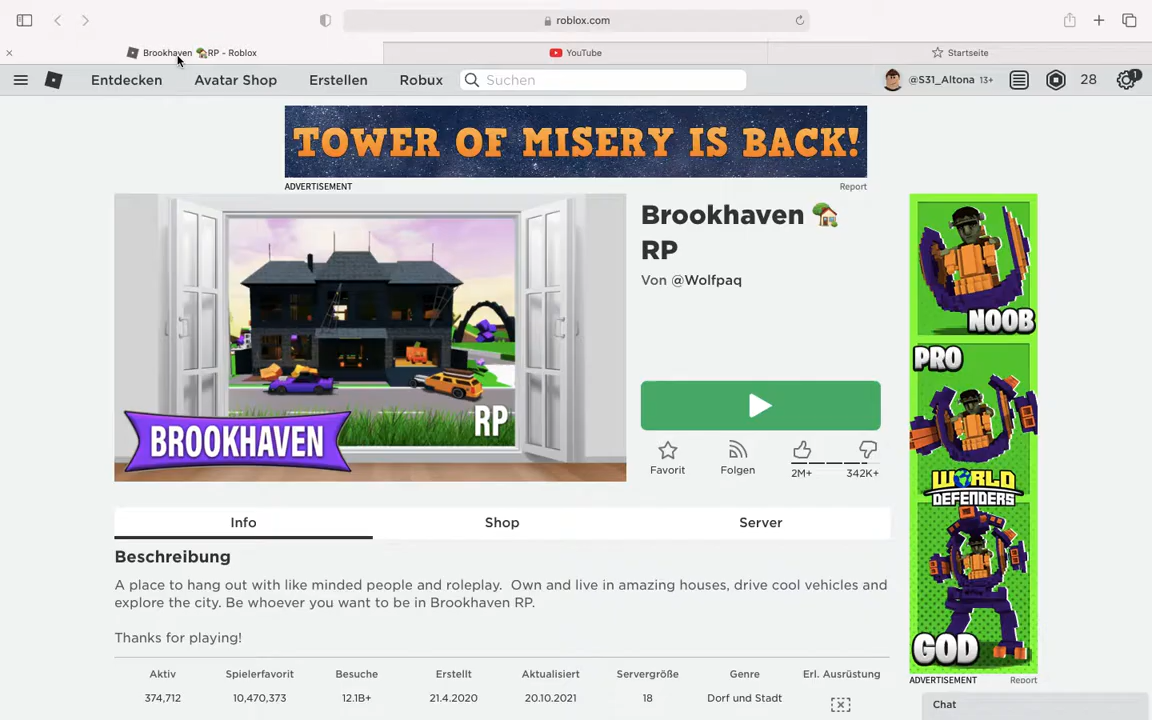 roblox.com
Brookhaven 🏡RP - Roblox
YouTube
Startseite
Entdecken
Avatar Shop
Erstellen
Robux
Suchen
@S31_Altona 13+
28
1
TOWER OF MISERY IS BACK!
ADVERTISEMENT
Report
BROOKHAVEN
RP
Brookhaven 🏡
RP
Von @Wolfpaq
Favorit
Folgen
2M+
342K+
NOOB
PRO
WORLD
DEFENDERS
GOD
ADVERTISEMENT
Report
Info
Shop
Server
Beschreibung
A place to hang out with like minded people and roleplay.  Own and live in amazing houses, drive cool vehicles and
explore the city. Be whoever you want to be in Brookhaven RP.
Thanks for playing!
Aktiv
Spielerfavorit
Besuche
Erstellt
Aktualisiert
Servergröße
Genre
Erl. Ausrüstung
374,712
10,470,373
12.1B+
21.4.2020
20.10.2021
18
Dorf und Stadt
Chat